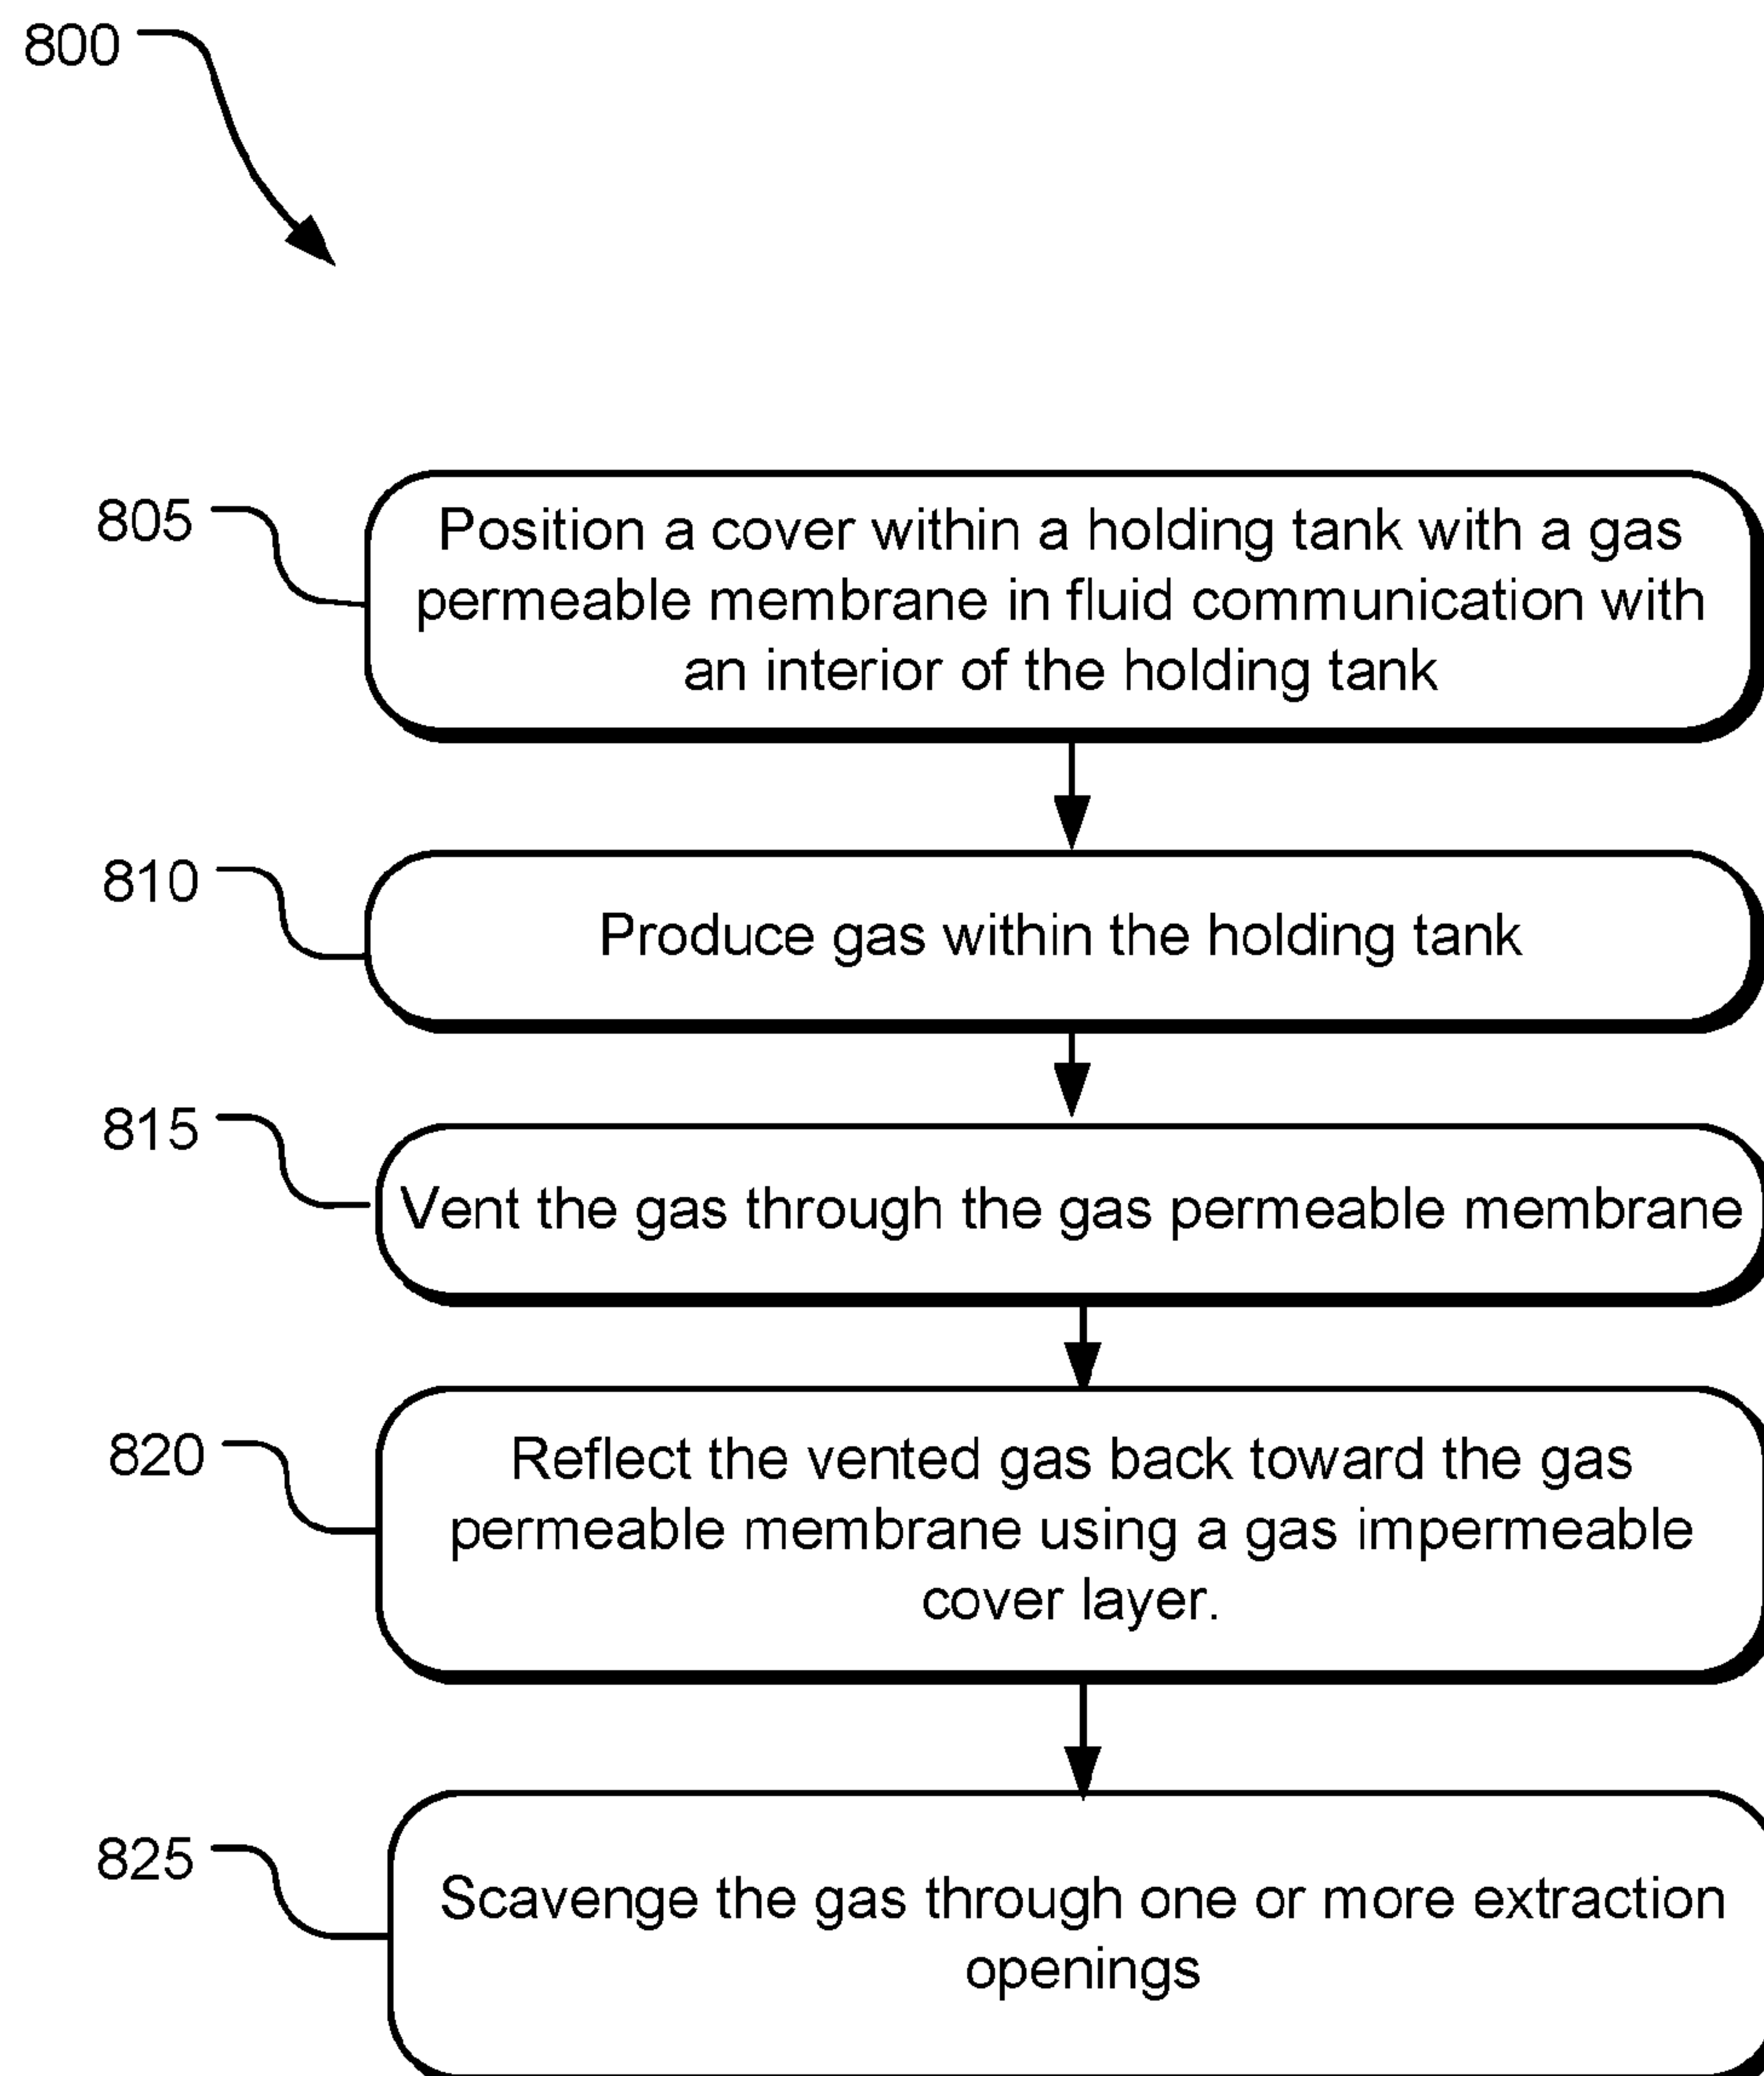 800
805
Position a cover within a holding tank with a gas
permeable membrane in fluid communication with
an interior of the holding tank
810
Produce gas within the holding tank
815
Vent the gas through the gas permeable membrane
820
Reflect the vented gas back toward the gas
permeable membrane using a gas impermeable
cover layer.
825
Scavenge the gas through one or more extraction
openings